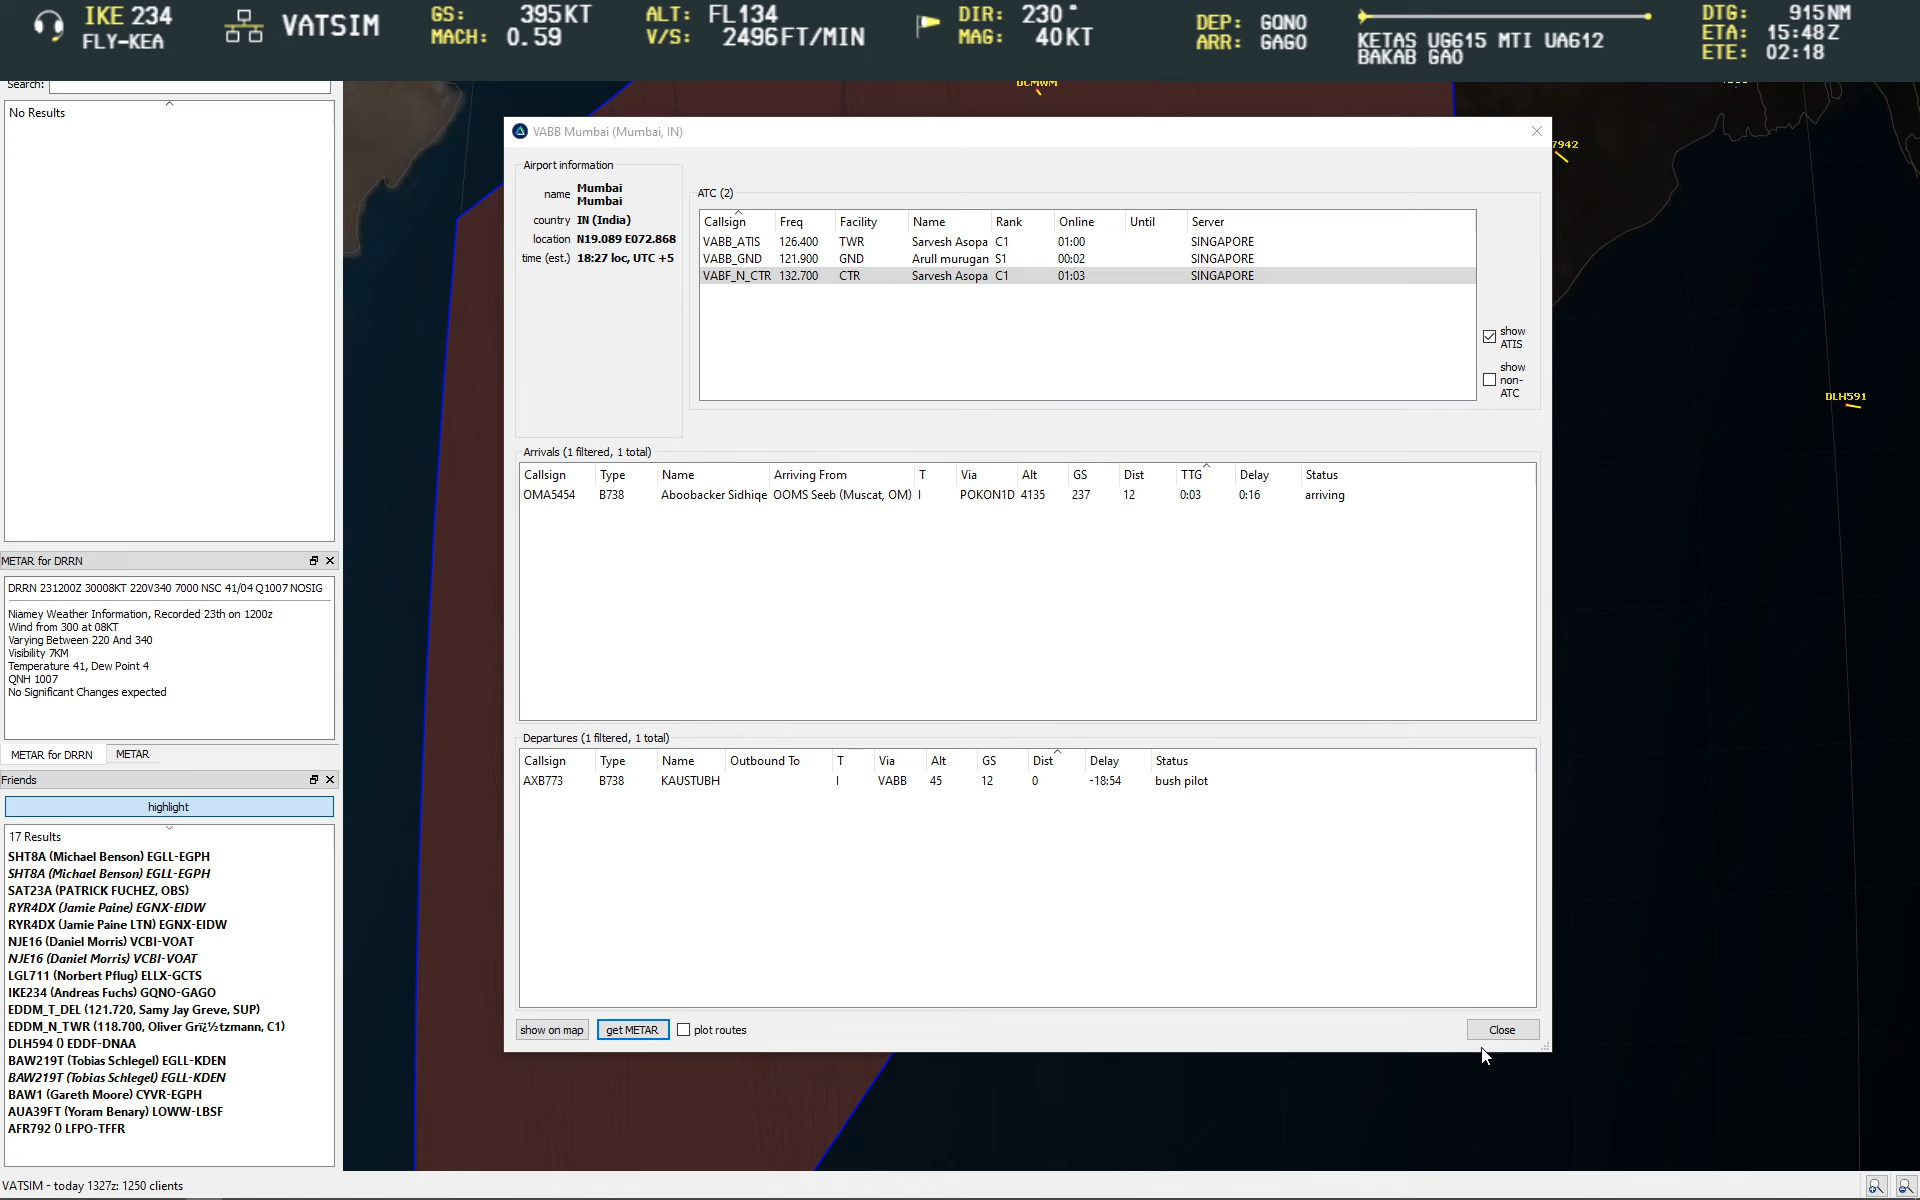 IKE 234
FLY-KEA
VATSIM
GS: 395KT
MACH: 0.59
ALT: FL134
V/S: 2496FT/MIN
DIR: 230°
MAG: 40KT
DEP: GQNO
ARR: GAGO
KETAS UG615 MTI UA612
BAKAB GAO
DTG: 915NM
ETA: 15:48Z
ETE: 02:18
Search:
No Results
DLH591
VABB Mumbai (Mumbai, IN)
Airport information
name Mumbai
Mumbai
country IN (India)
location N19.089 E072.868
time (est.) 18:27 loc, UTC +5
ATC (2)
Callsign Freq Facility Name Rank Online Until Server
VABB_ATIS 126.400 TWR Sarvesh Asopa C1 01:00 SINGAPORE
VABB_GND 121.900 GND Arull murugan S1 00:02 SINGAPORE
VABF_N_CTR 132.700 CTR Sarvesh Asopa C1 01:03 SINGAPORE
show
ATIS
show
non-
ATC
Arrivals (1 filtered, 1 total)
Callsign Type Name Arriving From T Via Alt GS Dist TTG Delay Status
OMA5454 B738 Aboobacker Sidhiqe OOMS Seeb (Muscat, OM) I POKON1D 4135 237 12 0:03 0:16 arriving
Departures (1 filtered, 1 total)
Callsign Type Name Outbound To T Via Alt GS Dist Delay Status
AXB773 B738 KAUSTUBH I VABB 45 12 0 -18:54 bush pilot
show on map get METAR plot routes Close
METAR for DRRN
DRRN 231200Z 30008KT 220V340 7000 NSC 41/04 Q1007 NOSIG
Niamey Weather Information, Recorded 23th on 1200z
Wind from 300 at 08KT
Varying Between 220 And 340
Visibility 7KM
Temperature 41, Dew Point 4
QNH 1007
No Significant Changes expected
METAR for DRRN METAR
Friends
highlight
17 Results
SHT8A (Michael Benson) EGLL-EGPH
SHT8A (Michael Benson) EGLL-EGPH
SAT23A (PATRICK FUCHEZ, OBS)
RYR4DX (Jamie Paine) EGNX-EIDW
RYR4DX (Jamie Paine LTN) EGNX-EIDW
NJE16 (Daniel Morris) VCBI-VOAT
NJE16 (Daniel Morris) VCBI-VOAT
LGL711 (Norbert Pflug) ELLX-GCTS
IKE234 (Andreas Fuchs) GQNO-GAGO
EDDM_T_DEL (121.720, Samy Jay Greve, SUP)
EDDM_N_TWR (118.700, Oliver Grï¿½tzmann, C1)
DLH594 () EDDF-DNAA
BAW219T (Tobias Schlegel) EGLL-KDEN
BAW219T (Tobias Schlegel) EGLL-KDEN
BAW1 (Gareth Moore) CYVR-EGPH
AUA39FT (Yoram Benary) LOWW-LBSF
AFR792 () LFPO-TFFR
VATSIM - today 1327z: 1250 clients